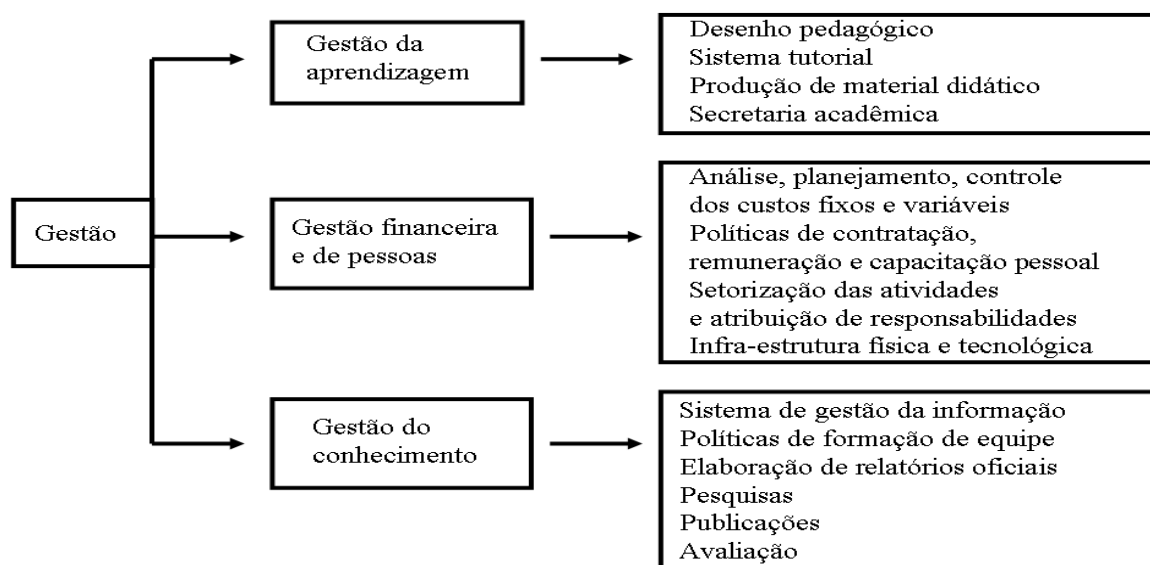 Gestão
Gestão da
aprendizagem
Desenho pedagógico
Sistema tutorial
Produção de material didático
Secretaria acadêmica
Gestão financeira
e de pessoas
Análise, planejamento, controle
dos custos fixos e variáveis
Políticas de contratação,
remuneração e capacitação pessoal
Setorização das atividades
e atribuição de responsabilidades
Infra-estrutura física e tecnológica
Gestão do
conhecimento
Sistema de gestão da informação
Políticas de formação de equipe
Elaboração de relatórios oficiais
Pesquisas
Publicações
Avaliação